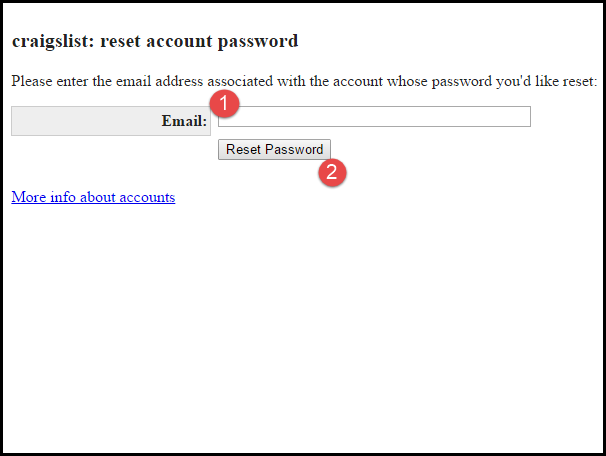 craigslist: reset account password
Please enter the email address associated with the account whose password you'd like reset:
Email: 1
Reset Password
2
More info about accounts